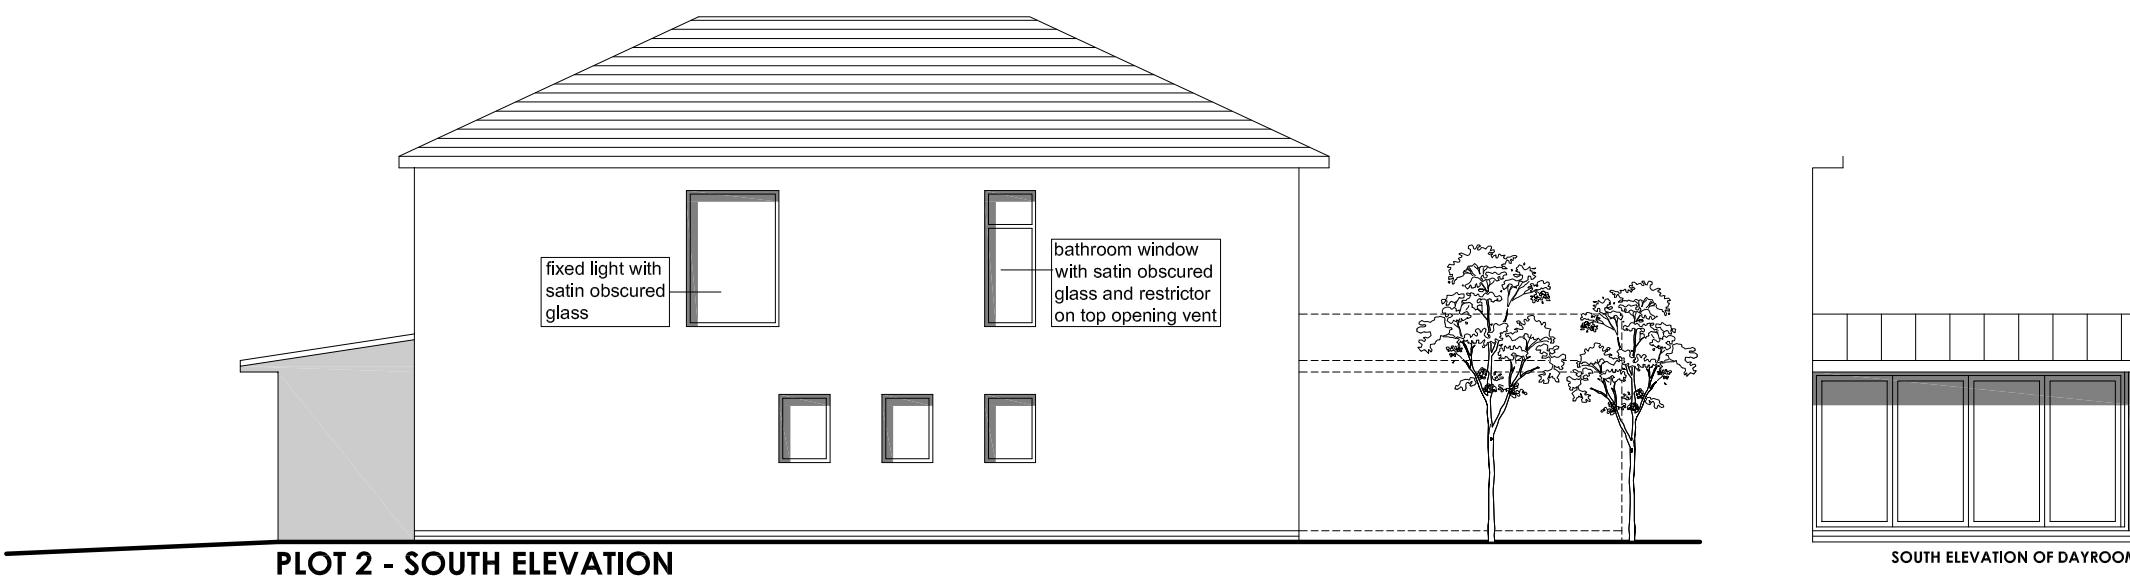 fixed light with
satin obscured
glass
bathroom window
with satin obscured
glass and restrictor
on top opening vent
PLOT 2 - SOUTH ELEVATION
SOUTH ELEVATION OF DAYROOM